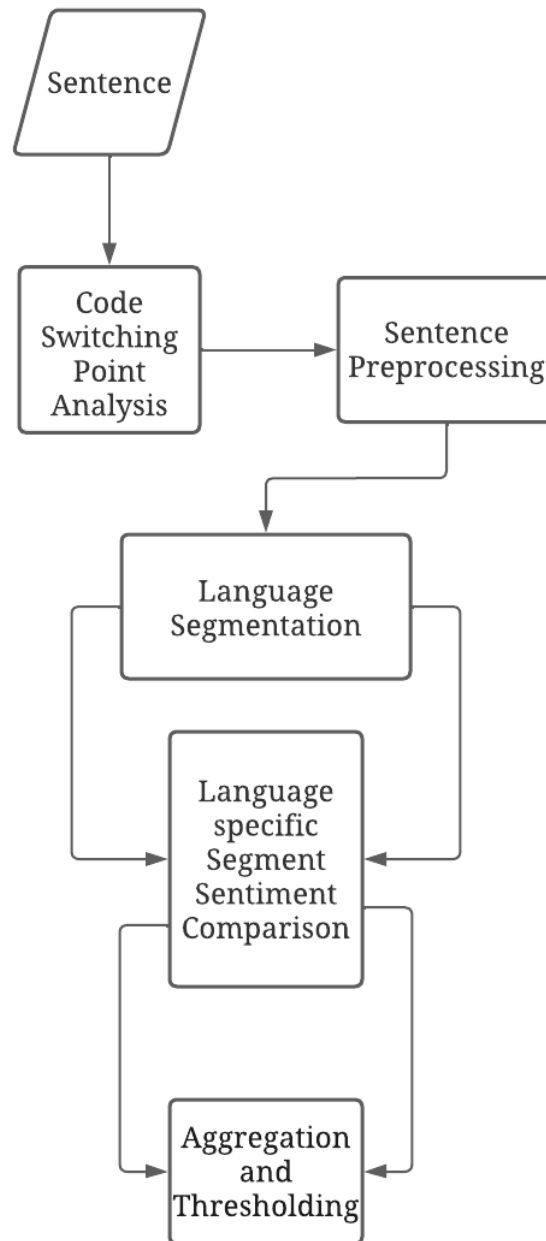 Sentence
Code
Switching
Point
Analysis
Sentence
Preprocessing
Language
Segmentation
Language
specific
Segment
Sentiment
Comparison
Aggregation
and
Thresholding